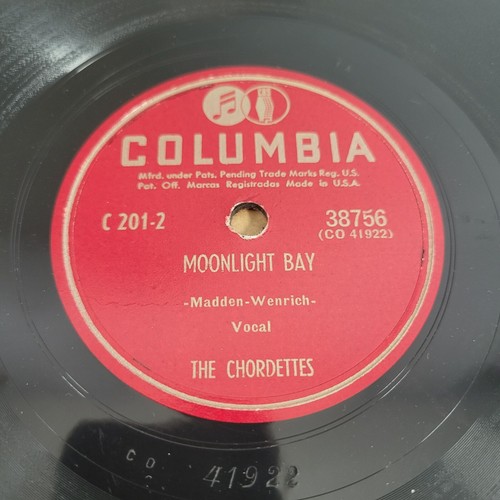 COLUMBIA
Mfrd. under Pats. Pending Trade Marks Reg. U.S.
Pat. Off. Marcas Registradas Made in U.S.A.
C 201-2
38756
(CO 41922)
MOONLIGHT BAY
-Madden-Wenrich-
Vocal
THE CHORDETTES
CO
41922